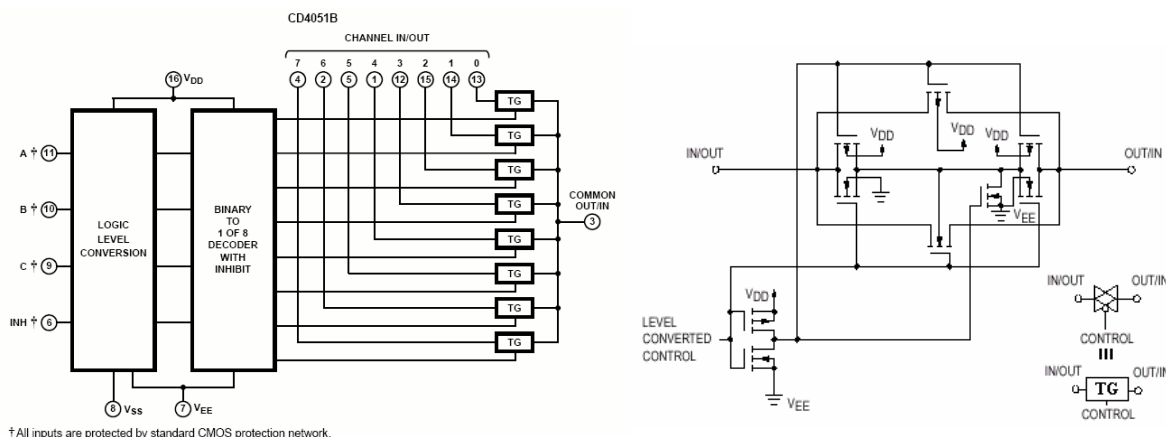 CD4051B
CHANNEL IN/OUT
7 6 5 4 3 2 1 0
4 2 5 1 12 15 14 13
16 VDD
TG
TG
TG
TG
TG
TG
TG
TG
A † 11
B † 10
C † 9
INH † 6
LOGIC
LEVEL
CONVERSION
BINARY
TO
1 OF 8
DECODER
WITH
INHIBIT
COMMON
OUT/IN
3
8 VSS
7 VEE
† All inputs are protected by standard CMOS protection network.
IN/OUT
VDD
VDD
VDD
OUT/IN
VEE
VDD
LEVEL
CONVERTED
CONTROL
VEE
IN/OUT OUT/IN
CONTROL
IN/OUT OUT/IN
TG
CONTROL